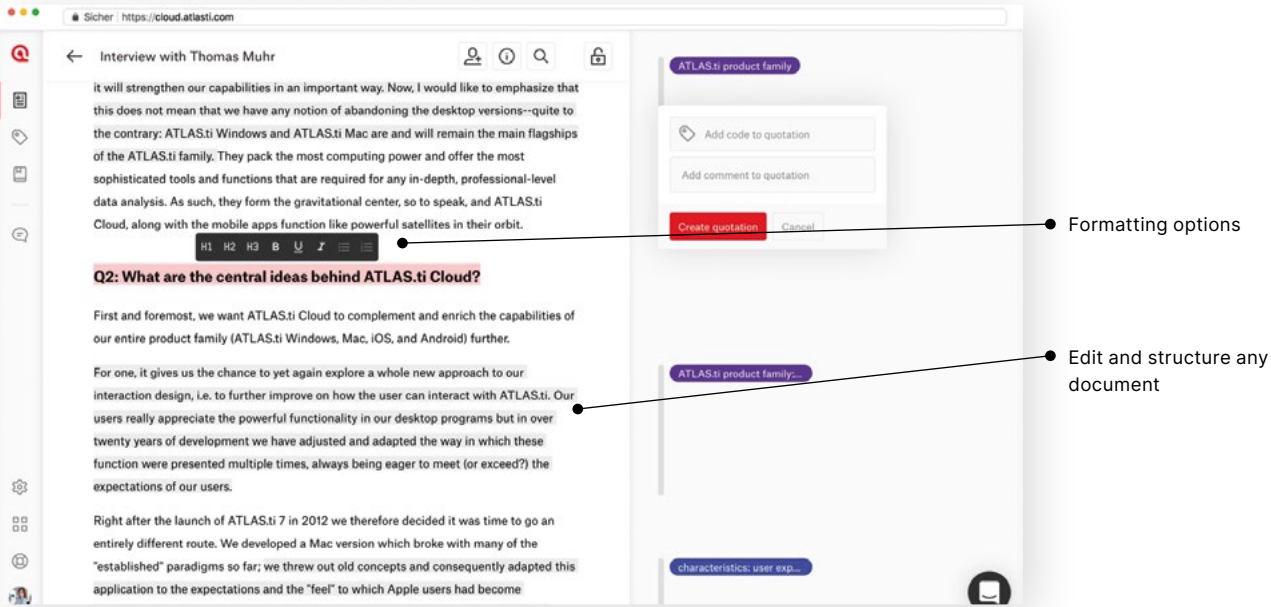 Sicher https://cloud.atlasti.com
Interview with Thomas Muhr
ATLAS.ti product family
it will strengthen our capabilities in an important way. Now, I would like to emphasize that
this does not mean that we have any notion of abandoning the desktop versions--quite to
the contrary: ATLAS.ti Windows and ATLAS.ti Mac are and will remain the main flagships
of the ATLAS.ti family. They pack the most computing power and offer the most
sophisticated tools and functions that are required for any in-depth, professional-level
data analysis. As such, they form the gravitational center, so to speak, and ATLAS.ti
Cloud, along with the mobile apps function like powerful satellites in their orbit.
Add code to quotation
Add comment to quotation
Create quotation Cancel
Formatting options
H1 H2 H3 B U I
Q2: What are the central ideas behind ATLAS.ti Cloud?
First and foremost, we want ATLAS.ti Cloud to complement and enrich the capabilities of
our entire product family (ATLAS.ti Windows, Mac, iOS, and Android) further.
For one, it gives us the chance to yet again explore a whole new approach to our
interaction design, i.e. to further improve on how the user can interact with ATLAS.ti. Our
users really appreciate the powerful functionality in our desktop programs but in over
twenty years of development we have adjusted and adapted the way in which these
function were presented multiple times, always being eager to meet (or exceed?) the
expectations of our users.
ATLAS.ti product family:...
Edit and structure any
document
Right after the launch of ATLAS.ti 7 in 2012 we therefore decided it was time to go an
entirely different route. We developed a Mac version which broke with many of the
"established" paradigms so far; we threw out old concepts and consequently adapted this
application to the expectations and the "feel" to which Apple users had become
characteristics: user exp...